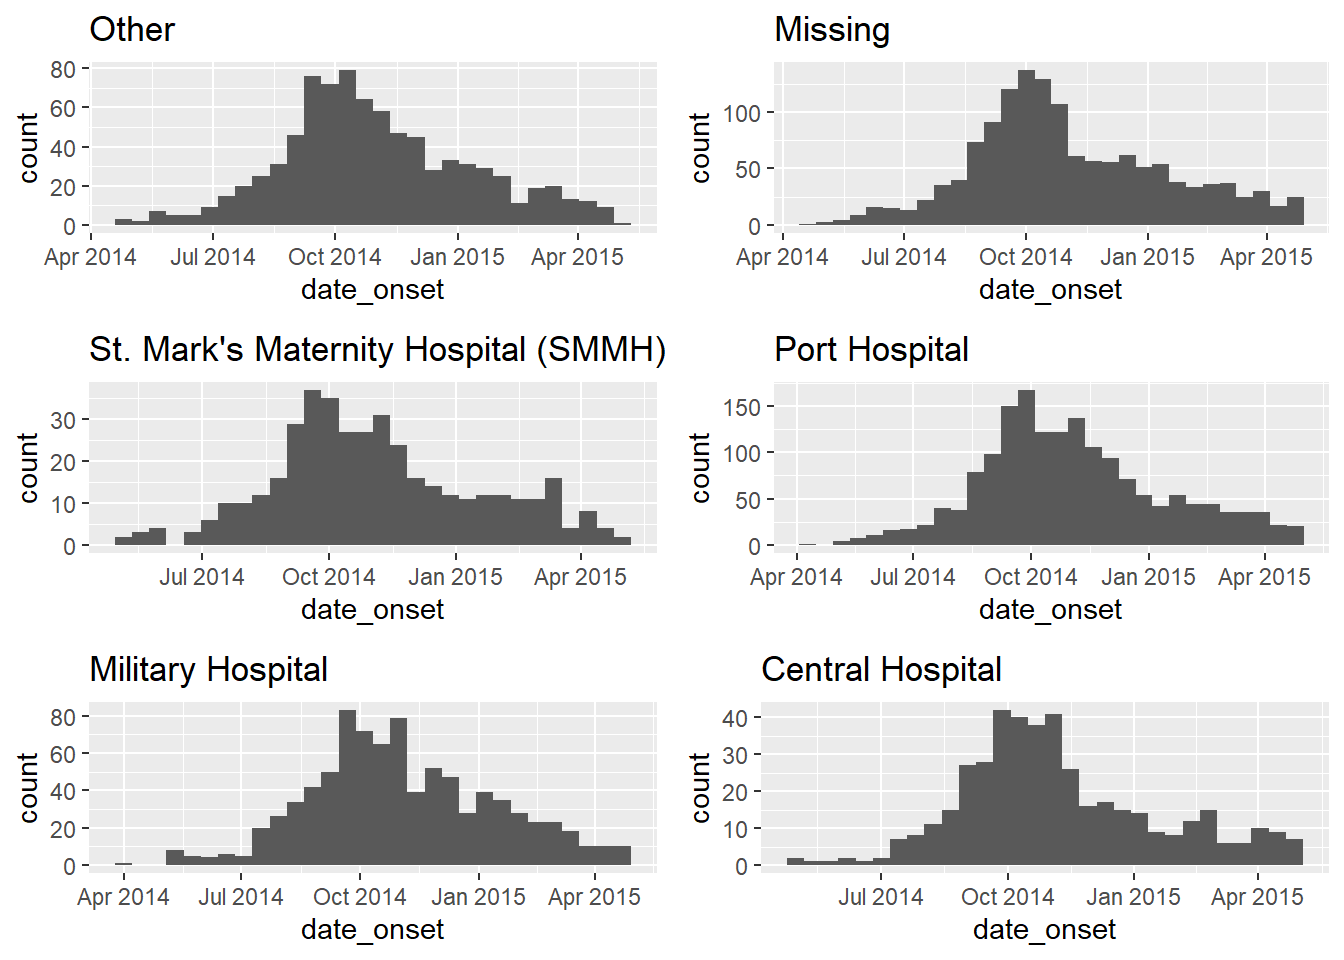 Other
count
80
60
40
20
0
Apr 2014 Jul 2014 Oct 2014 Jan 2015 Apr 2015
date_onset
Missing
count
100
50
0
Apr 2014 Jul 2014 Oct 2014 Jan 2015 Apr 2015
date_onset
St. Mark's Maternity Hospital (SMMH)
count
30
20
10
0
Jul 2014 Oct 2014 Jan 2015 Apr 2015
date_onset
Port Hospital
count
150
100
50
0
Apr 2014 Jul 2014 Oct 2014 Jan 2015 Apr 2015
date_onset
Military Hospital
count
80
60
40
20
0
Apr 2014 Jul 2014 Oct 2014 Jan 2015 Apr 2015
date_onset
Central Hospital
count
40
30
20
10
0
Jul 2014 Oct 2014 Jan 2015 Apr 2015
date_onset